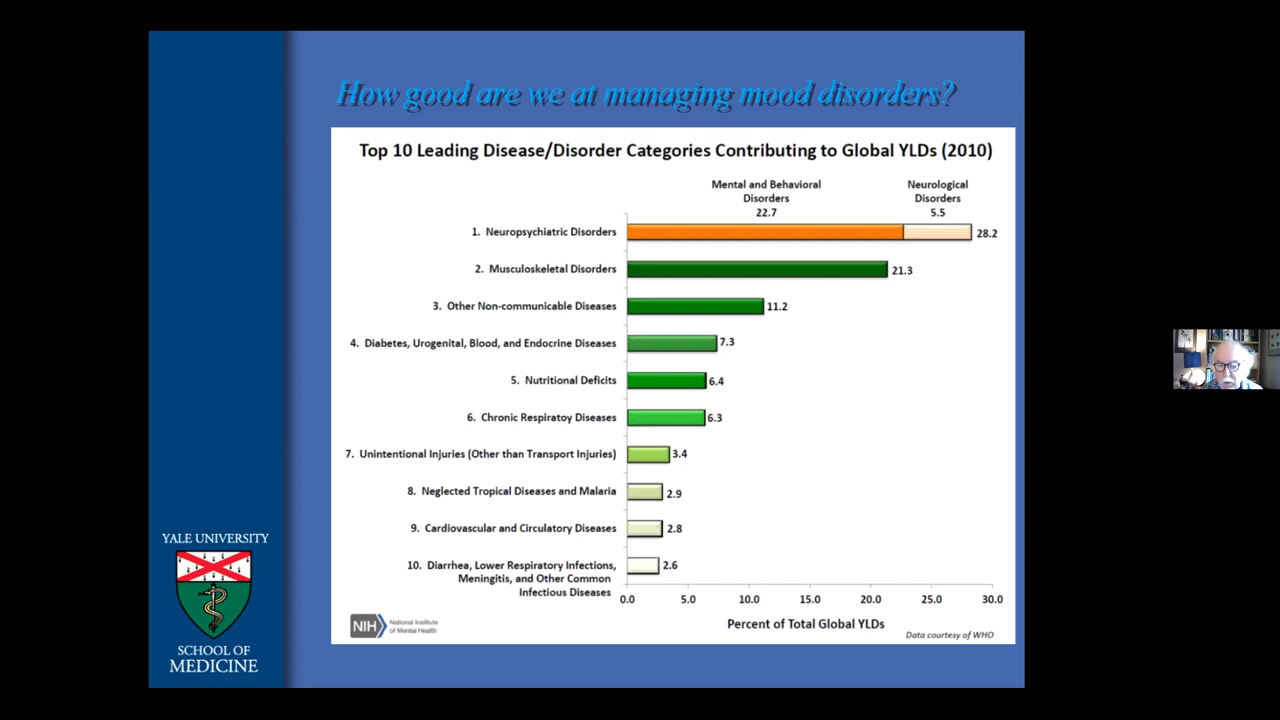 How good are we at managing mood disorders?
Top 10 Leading Disease/Disorder Categories Contributing to Global YLDs (2010)
Mental and Behavioral
Disorders
22.7
Neurological
Disorders
5.5
1. Neuropsychiatric Disorders
28.2
2. Musculoskeletal Disorders
21.3
3. Other Non-communicable Diseases
11.2
4. Diabetes, Urogenital, Blood, and Endocrine Diseases
7.3
5. Nutritional Deficits
6.4
6. Chronic Respiratoy Diseases
6.3
7. Unintentional Injuries (Other than Transport Injuries)
3.4
8. Neglected Tropical Diseases and Malaria
2.9
9. Cardiovascular and Circulatory Diseases
2.8
10. Diarrhea, Lower Respiratory Infections,
Meningitis, and Other Common
Infectious Diseases
2.6
0.0 5.0 10.0 15.0 20.0 25.0 30.0
Percent of Total Global YLDs
Data courtesy of WHO
NIH
National Institute
of Mental Health
YALE UNIVERSITY
SCHOOL OF
MEDICINE